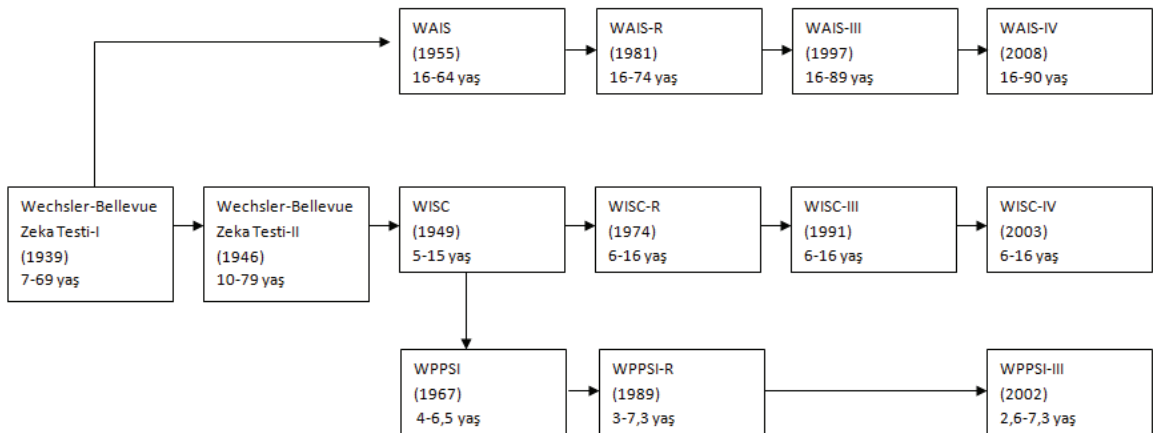 WAIS
(1955)
16-64 yaş
WAIS-R
(1981)
16-74 yaş
WAIS-III
(1997)
16-89 yaş
WAIS-IV
(2008)
16-90 yaş
Wechsler-Bellevue
Zeka Testi-I
(1939)
7-69 yaş
Wechsler-Bellevue
Zeka Testi-II
(1946)
10-79 yaş
WISC
(1949)
5-15 yaş
WISC-R
(1974)
6-16 yaş
WISC-III
(1991)
6-16 yaş
WISC-IV
(2003)
6-16 yaş
WPPSI
(1967)
4-6,5 yaş
WPPSI-R
(1989)
3-7,3 yaş
WPPSI-III
(2002)
2,6-7,3 yaş